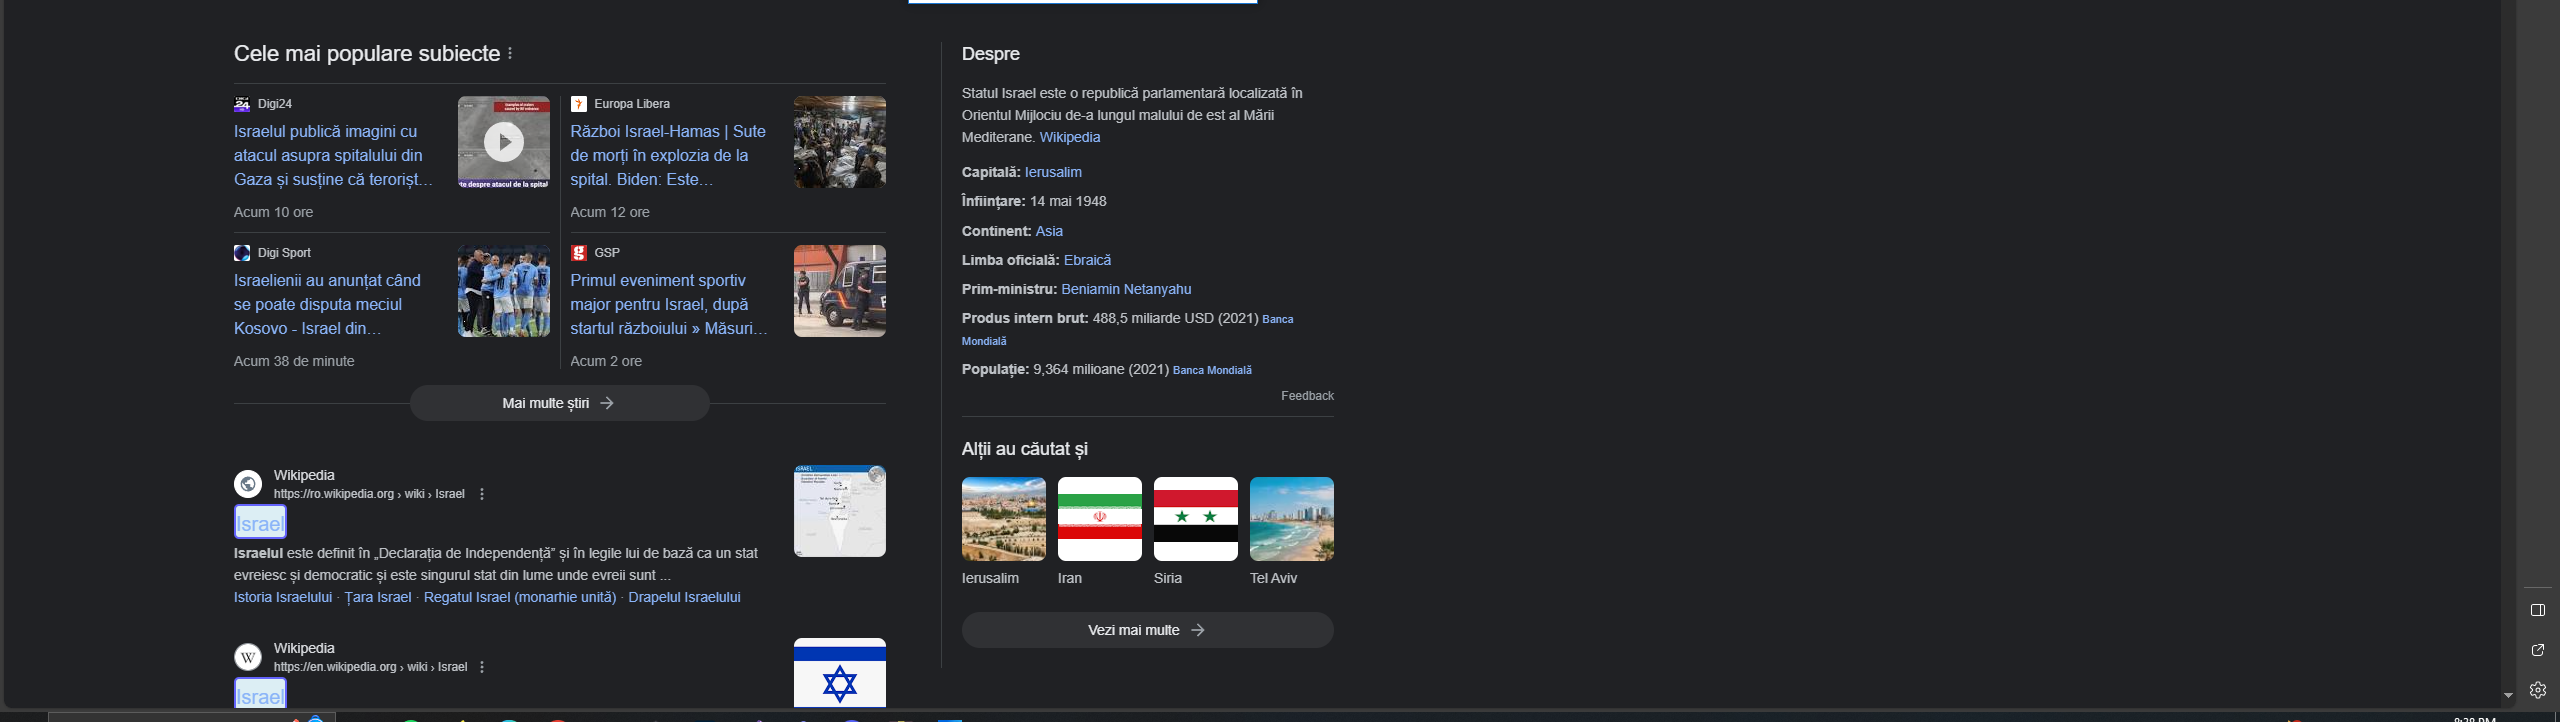 Cele mai populare subiecte
Digi24
Israelul publică imagini cu
atacul asupra spitalului din
Gaza și susține că terorişt...
Acum 10 ore
Europa Libera
Război Israel-Hamas | Sute
de morți în explozia de la
spital. Biden: Este...
Acum 12 ore
Digi Sport
Israelienii au anunțat când
se poate disputa meciul
Kosovo - Israel din...
Acum 38 de minute
GSP
Primul eveniment sportiv
major pentru Israel, după
startul războiului » Măsuri...
Acum 2 ore
Mai multe știri
Wikipedia
https://ro.wikipedia.org › wiki › Israel
Israel
Israelul este definit în „Declarația de Independență” și în legile lui de bază ca un stat
evreiesc și democratic și este singurul stat din lume unde evreii sunt ...
Istoria Israelului · Țara Israel · Regatul Israel (monarhie unită) · Drapelul Israelului
Wikipedia
https://en.wikipedia.org › wiki › Israel
Israel
Despre
Statul Israel este o republică parlamentară localizată în
Orientul Mijlociu de-a lungul malului de est al Mării
Mediterane. Wikipedia
Capitală: Ierusalim
Înființare: 14 mai 1948
Continent: Asia
Limba oficială: Ebraică
Prim-ministru: Beniamin Netanyahu
Produs intern brut: 488,5 miliarde USD (2021) Banca
Mondială
Populație: 9,364 milioane (2021) Banca Mondială
Feedback
Alții au căutat și
Ierusalim
Iran
Siria
Tel Aviv
Vezi mai multe